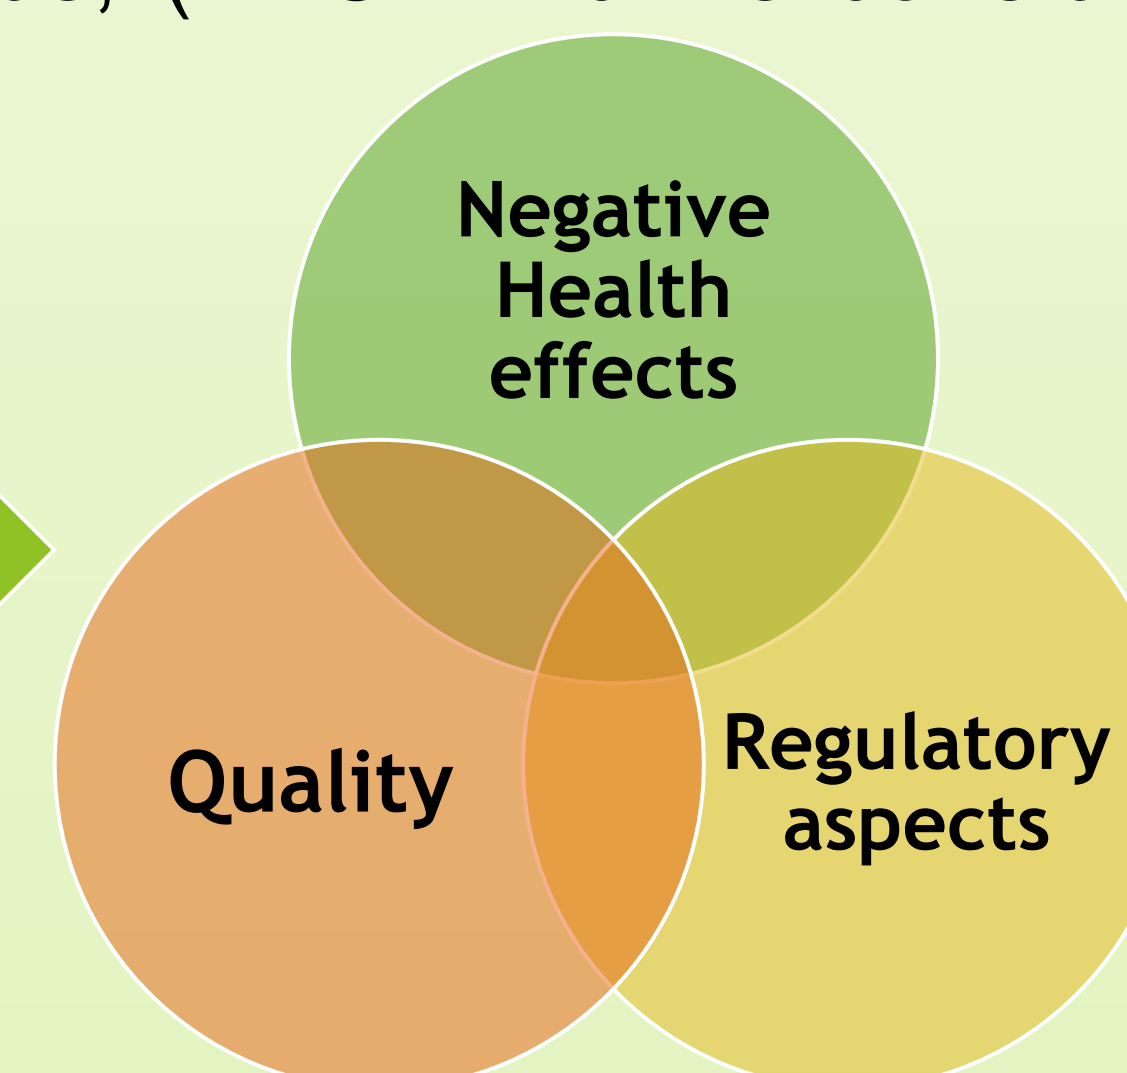 Negative
Health
effects
Quality
Regulatory
aspects